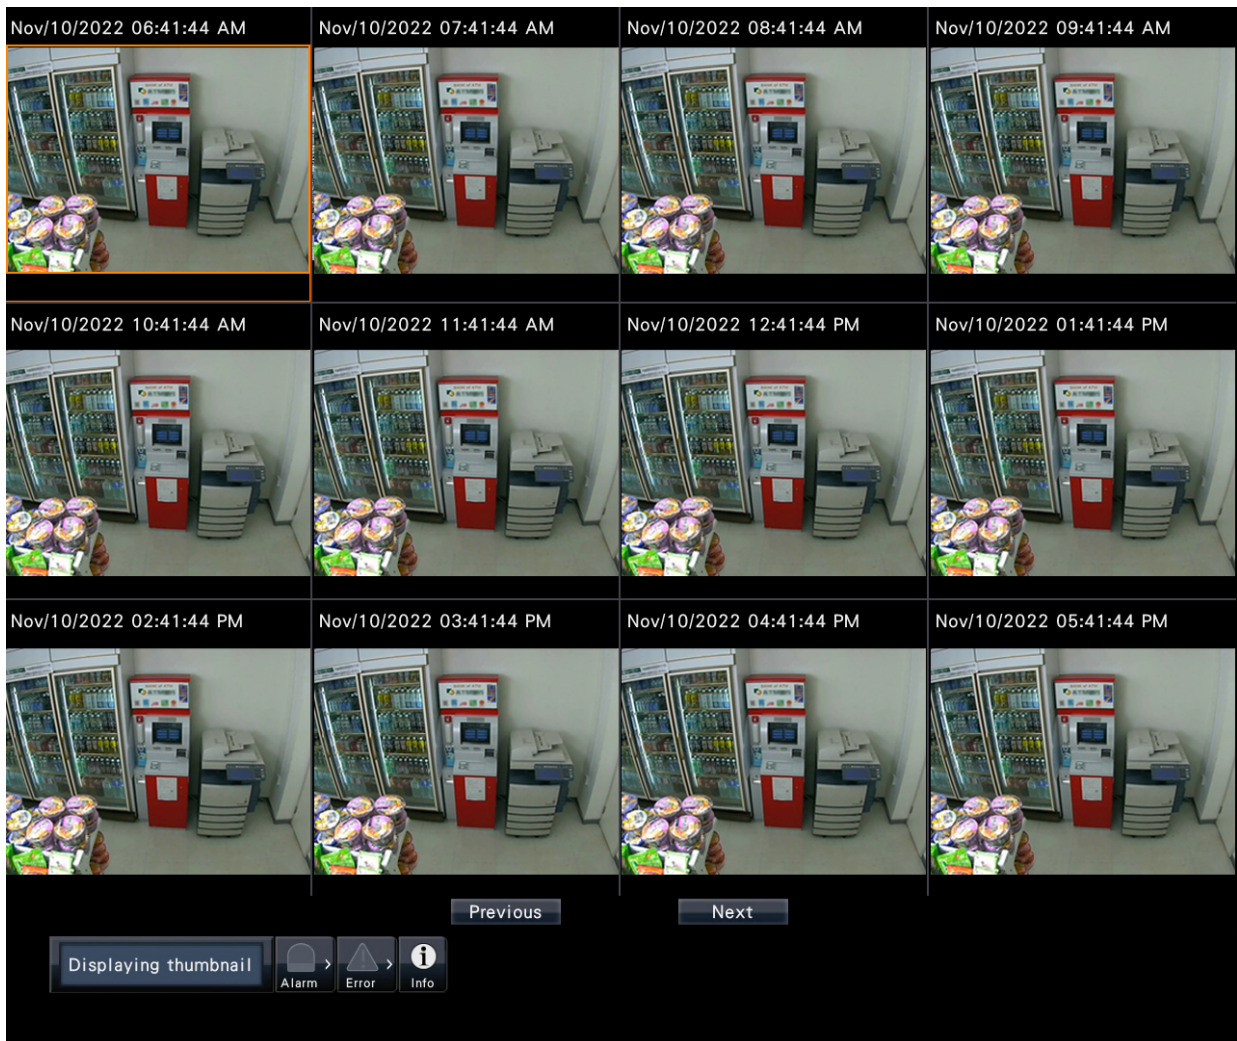 Nov/10/2022 06:41:44 AM
Nov/10/2022 07:41:44 AM
Nov/10/2022 08:41:44 AM
Nov/10/2022 09:41:44 AM
Nov/10/2022 10:41:44 AM
Nov/10/2022 11:41:44 AM
Nov/10/2022 12:41:44 PM
Nov/10/2022 01:41:44 PM
Nov/10/2022 02:41:44 PM
Nov/10/2022 03:41:44 PM
Nov/10/2022 04:41:44 PM
Nov/10/2022 05:41:44 PM
Previous
Next
Displaying thumbnail
Alarm
Error
Info